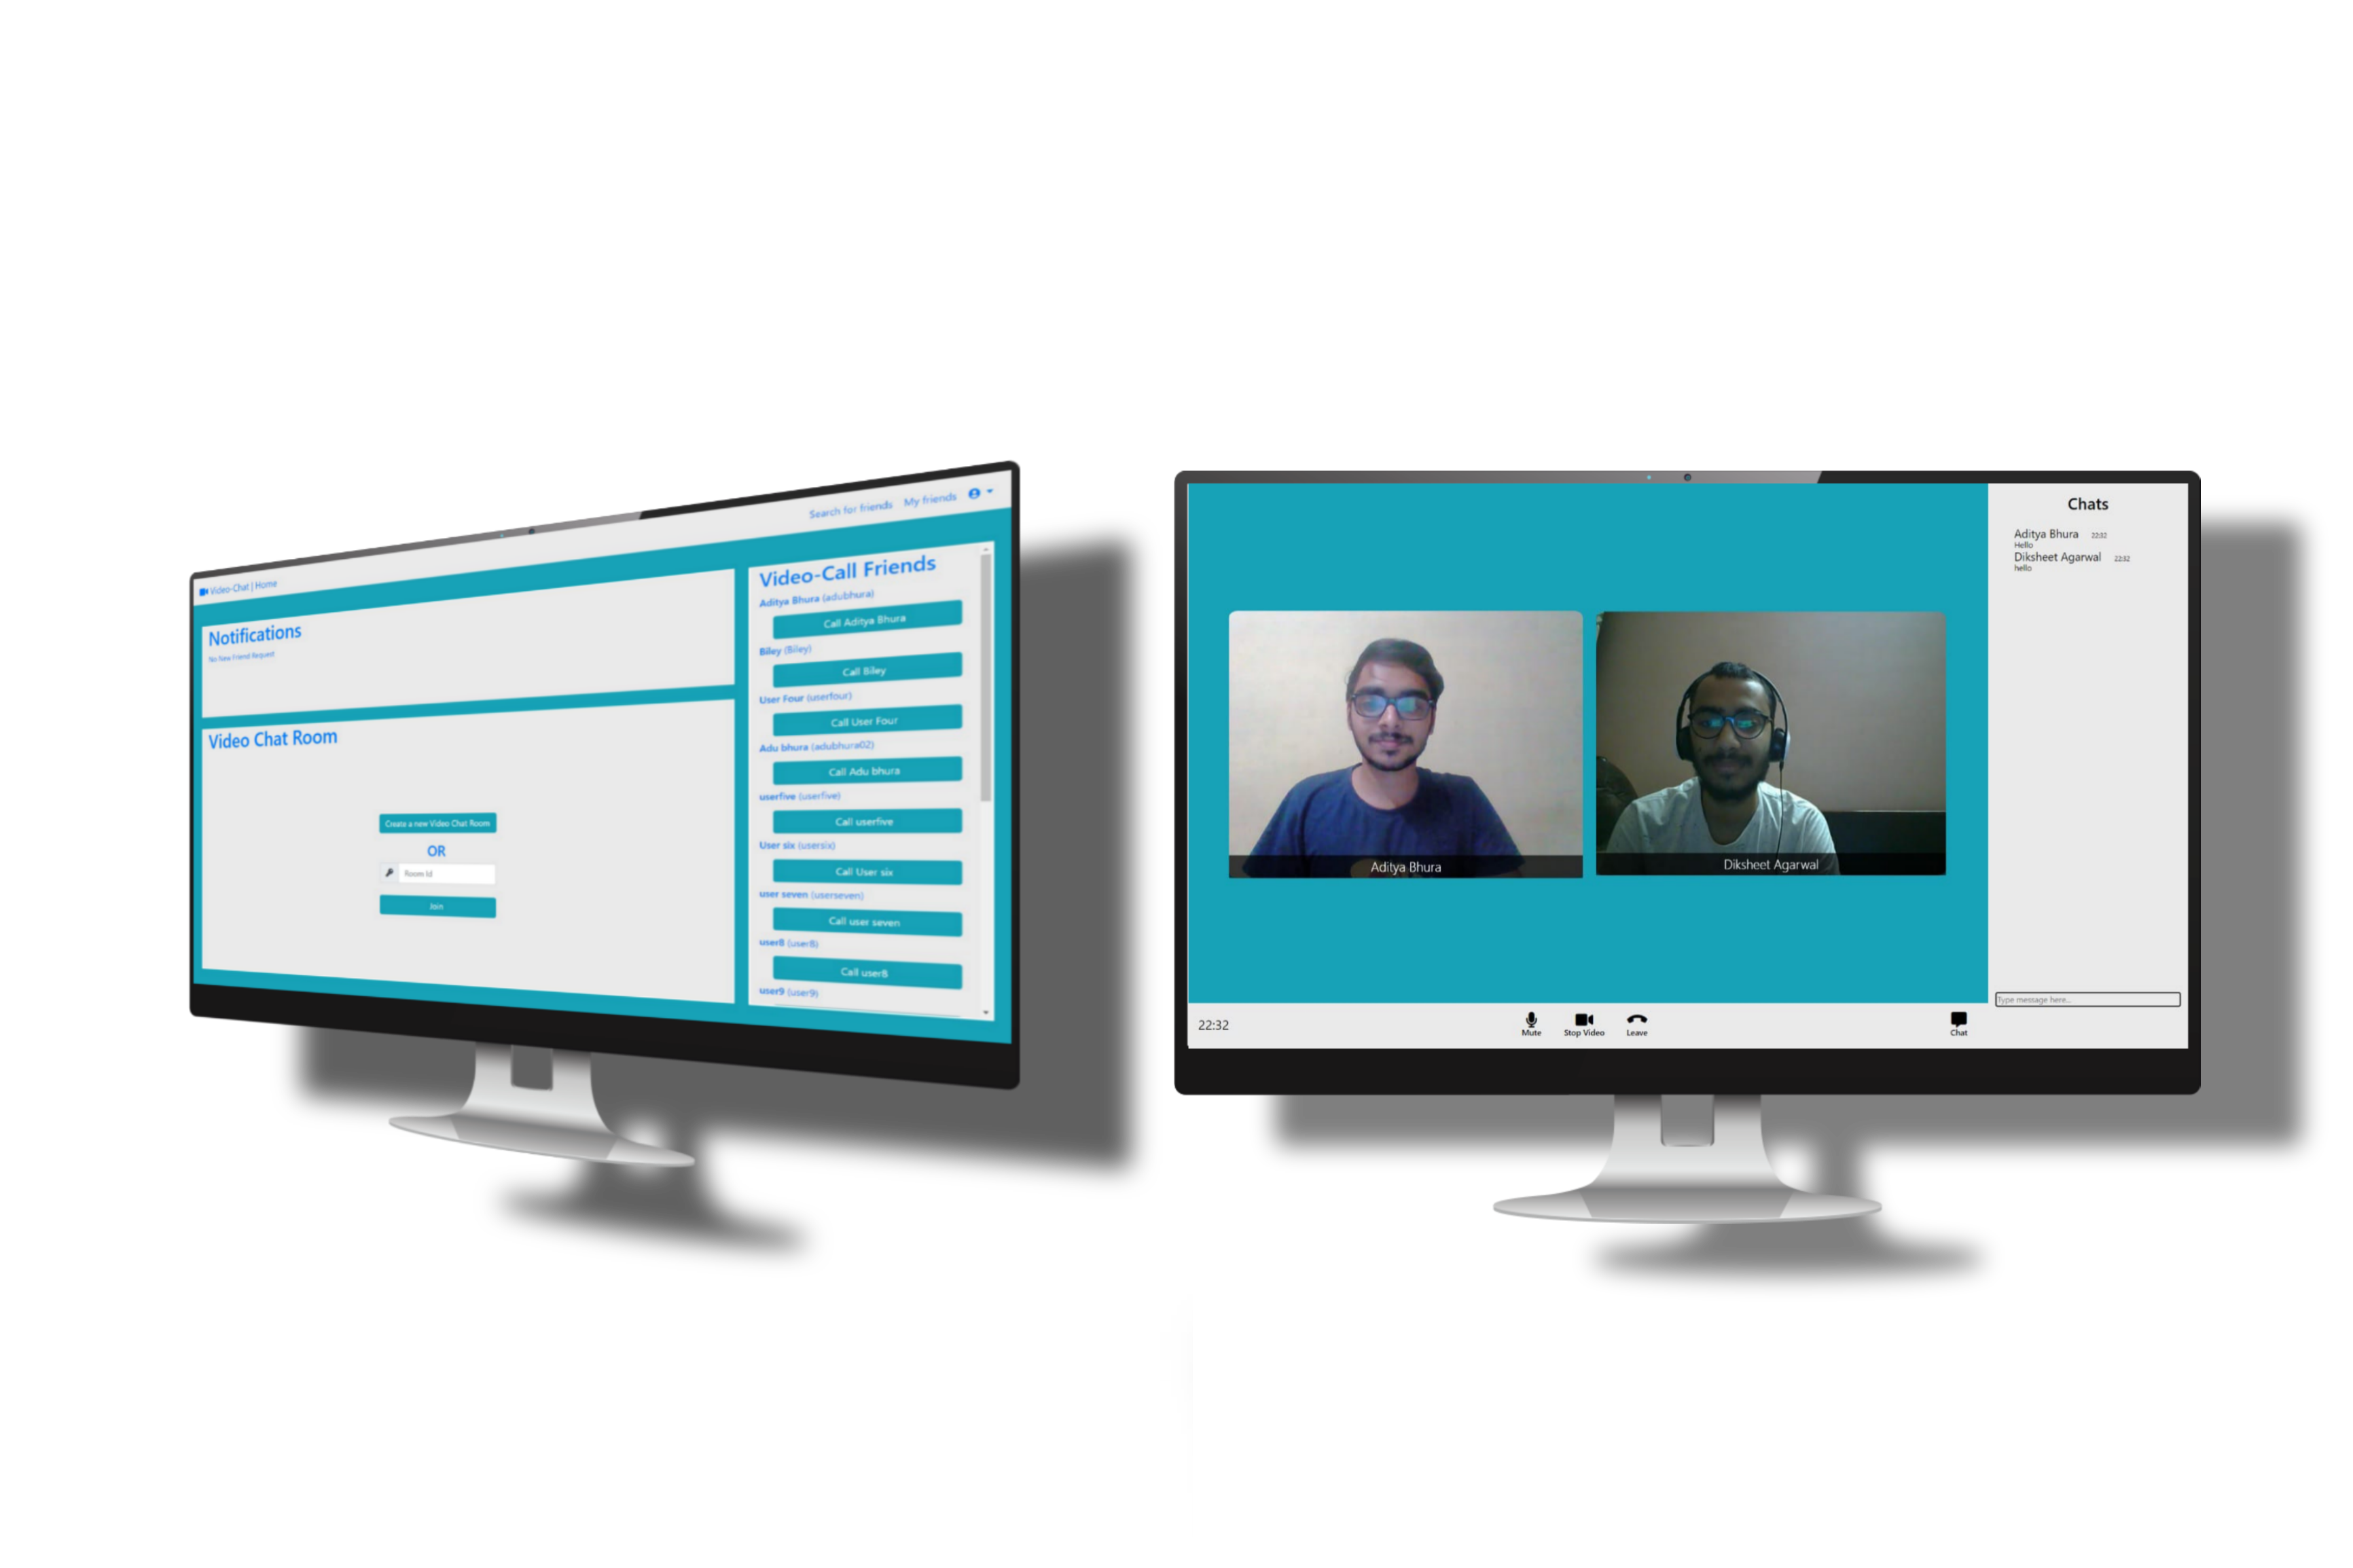 Search for friends My friends
Video-Chat | Home
Notifications
No New Friend Request
Video Chat Room
Create a new Video Chat Room
OR
Room Id
Join
Video-Call Friends
Aditya Bhura (adubhura)
Call Aditya Bhura
Biley (Biley)
Call Biley
User Four (userfour)
Call User Four
Adu bhura (adubhura02)
Call Adu bhura
userfive (userfive)
Call userfive
User six (usersix)
Call User six
user seven (userseven)
Call user seven
user8 (user8)
Call user8
user9 (user9)
Aditya Bhura
Diksheet Agarwal
22:32
Mute Stop Video Leave
Chat
Chats
Aditya Bhura 22:32
Hello
Diksheet Agarwal 22:32
hello
Type message here...